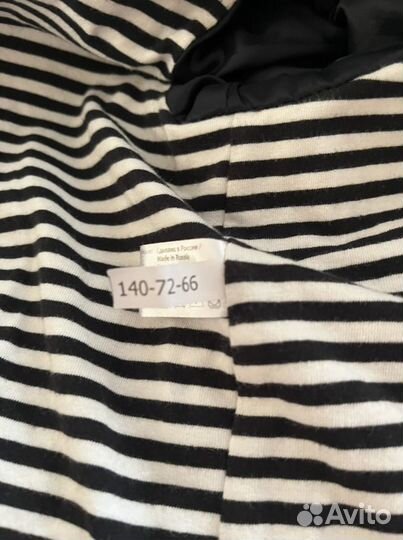 Сделано в России /
Made in Russia
140-72-66
Avito